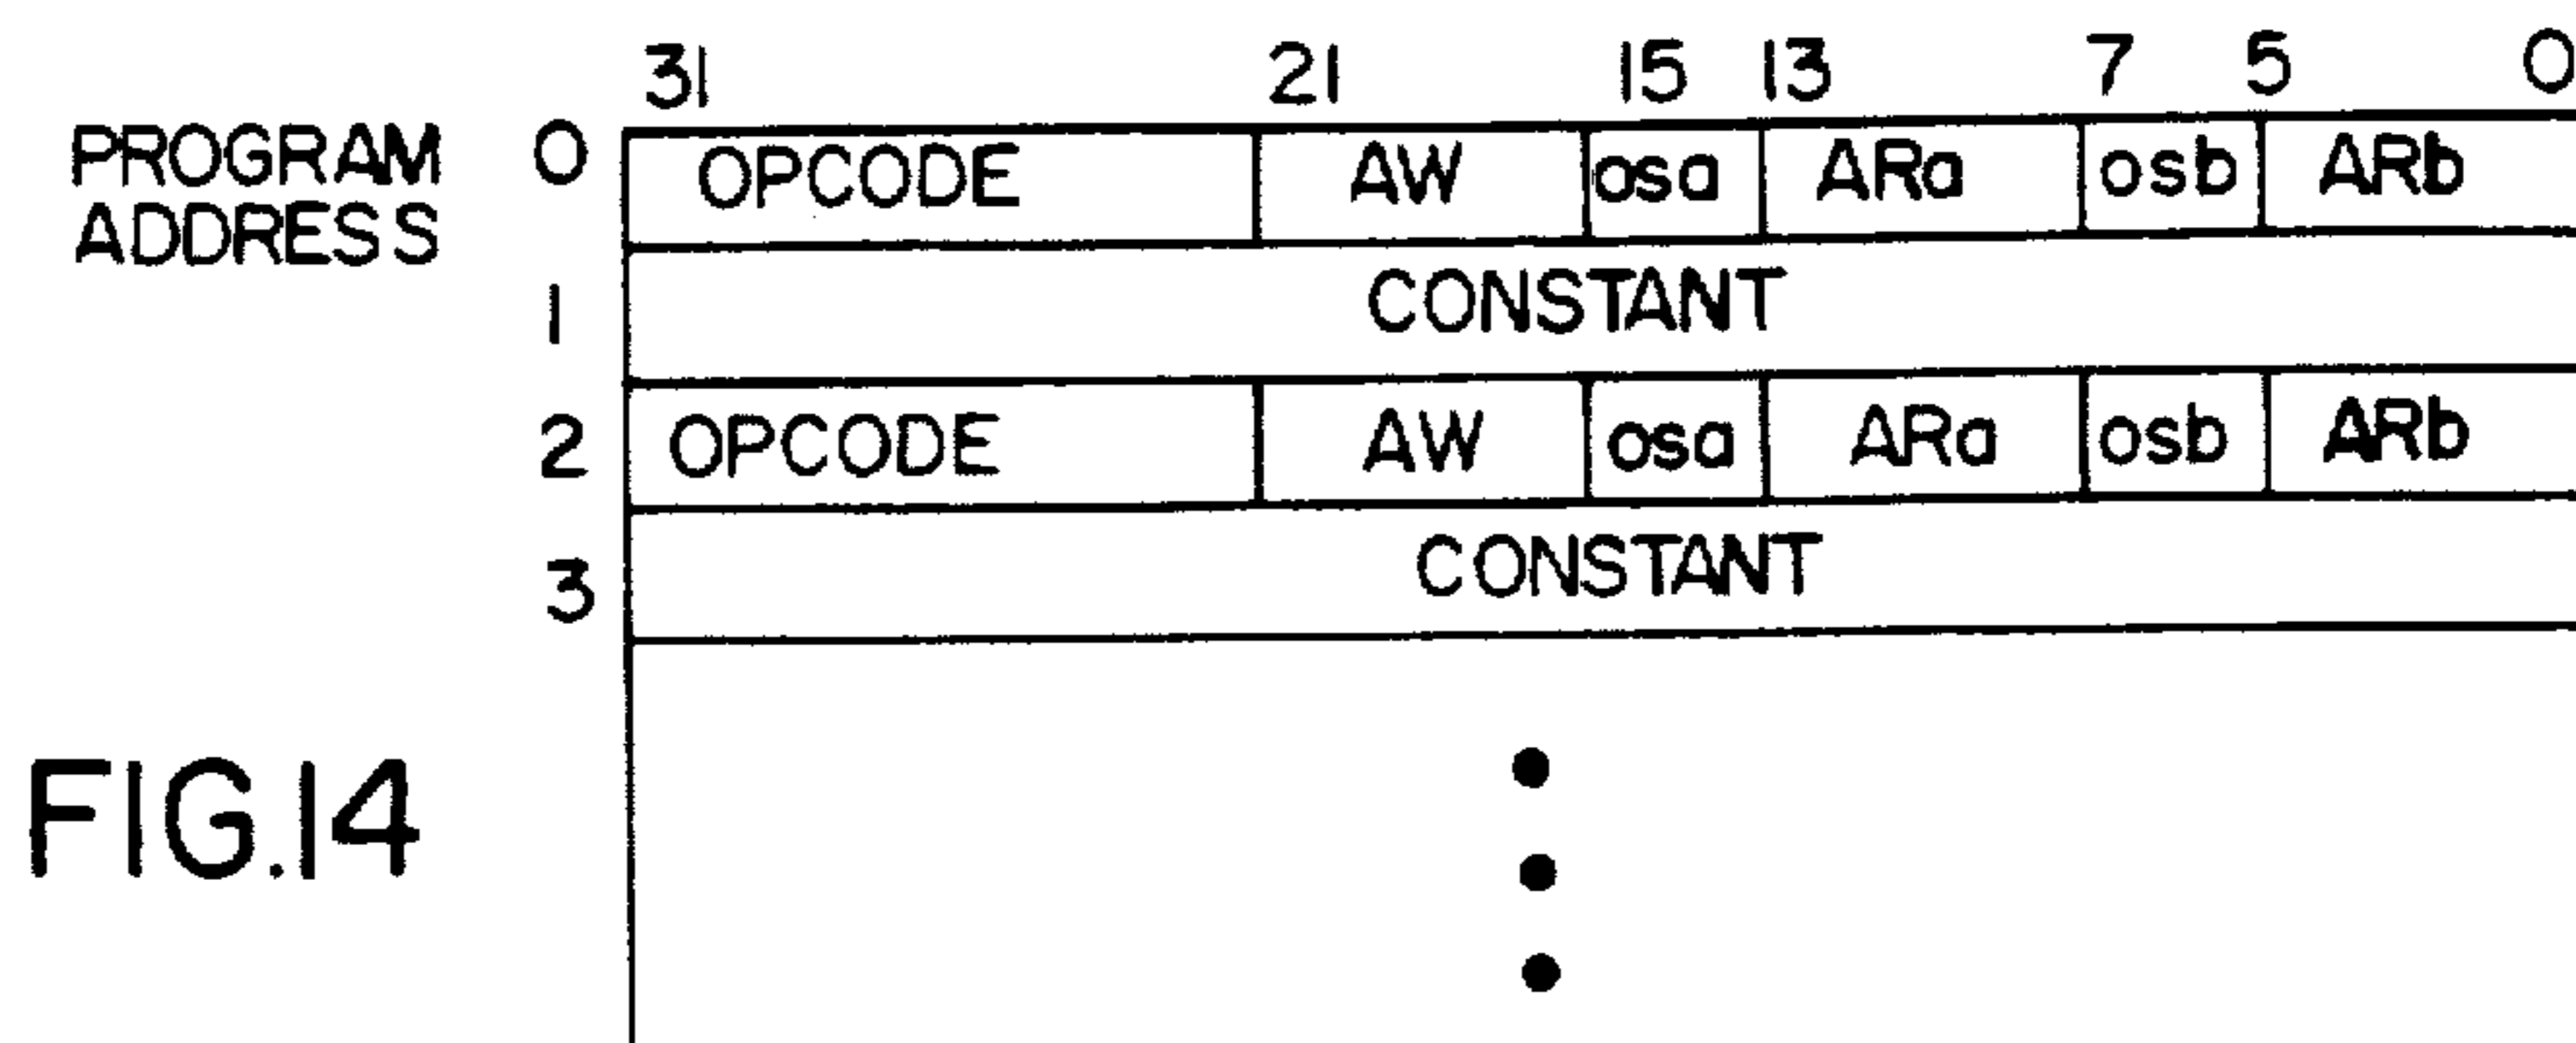 31 21 15 13 7 5 0
PROGRAM ADDRESS
0 OPCODE AW osa ARa osb ARb
1 CONSTANT
2 OPCODE AW osa ARa osb ARb
3 CONSTANT
FIG.14